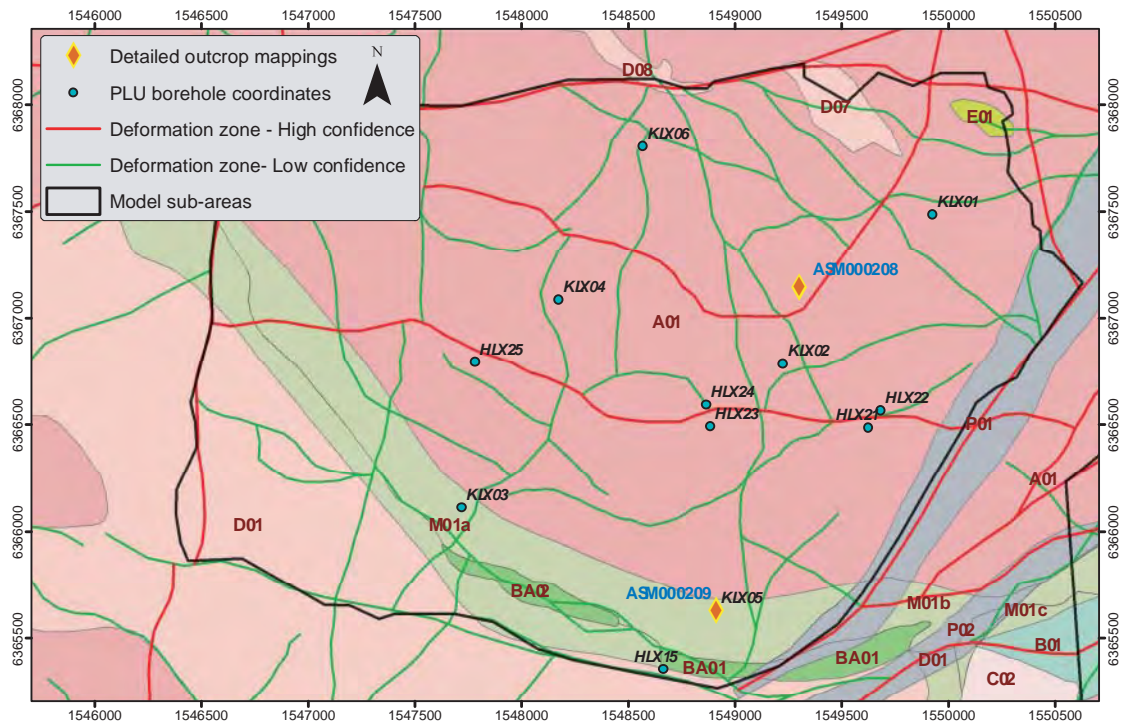 1546000 1546500 1547000 1547500 1548000 1548500 1549000 1549500 1550000 1550500
Detailed outcrop mappings
N
PLU borehole coordinates
Deformation zone - High confidence
Deformation zone- Low confidence
Model sub-areas
D08
D07
E01
KLX06
KLX01
ASM000208
KLX04
A01
HLX25
KLX02
HLX24
HLX23
HLX22
HLX21
P01
A01
KLX03
D01
M01a
BA02
ASM000209
KLX05
M01b
M01c
P02
B01
HLX15
BA01
BA01
D01
C02
6368000
6367500
6367000
6366500
6366000
6365500
6368000
6367500
6367000
6366500
6366000
6365500
1546000 1546500 1547000 1547500 1548000 1548500 1549000 1549500 1550000 1550500